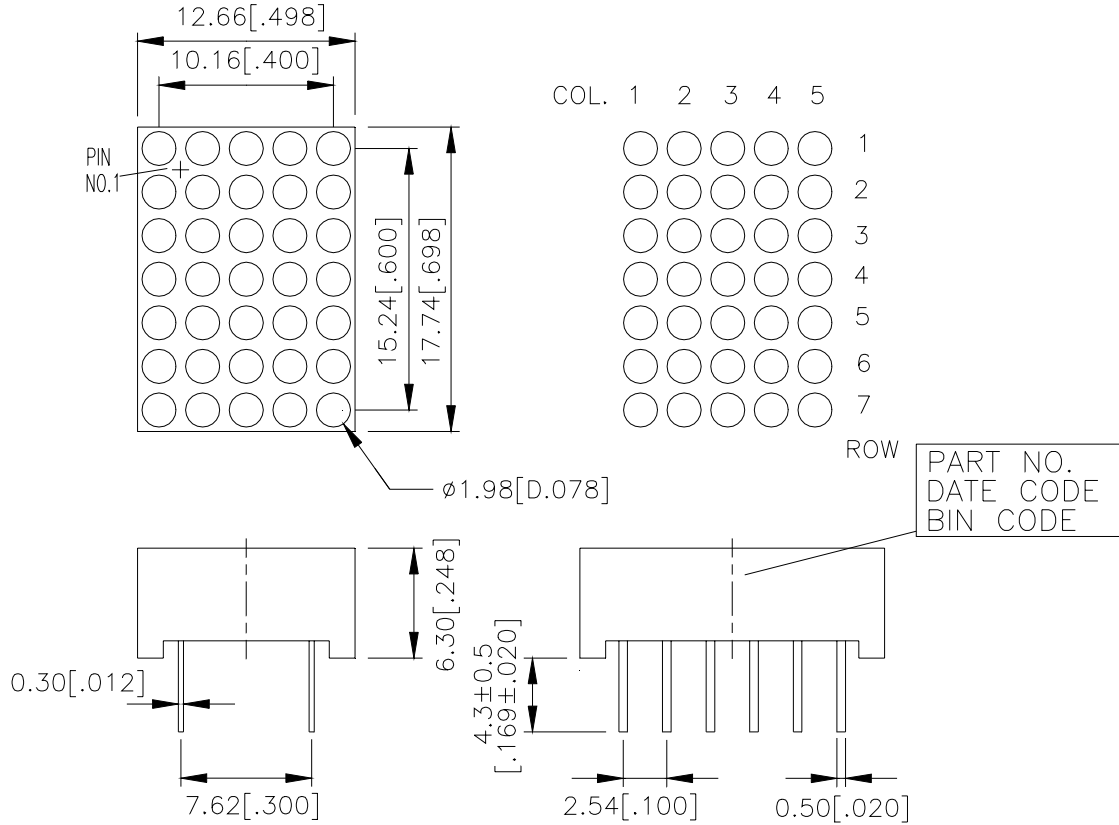 12.66[.498]
10.16[.400]
COL. 1 2 3 4 5
PIN
NO.1
15.24[.600]
17.74[.698]
1
2
3
4
5
6
7
ROW
ø1.98[D.078]
PART NO.
DATE CODE
BIN CODE
6.30[.248]
0.30[.012]
4.3±0.5
[.169±.020]
7.62[.300]
2.54[.100]
0.50[.020]